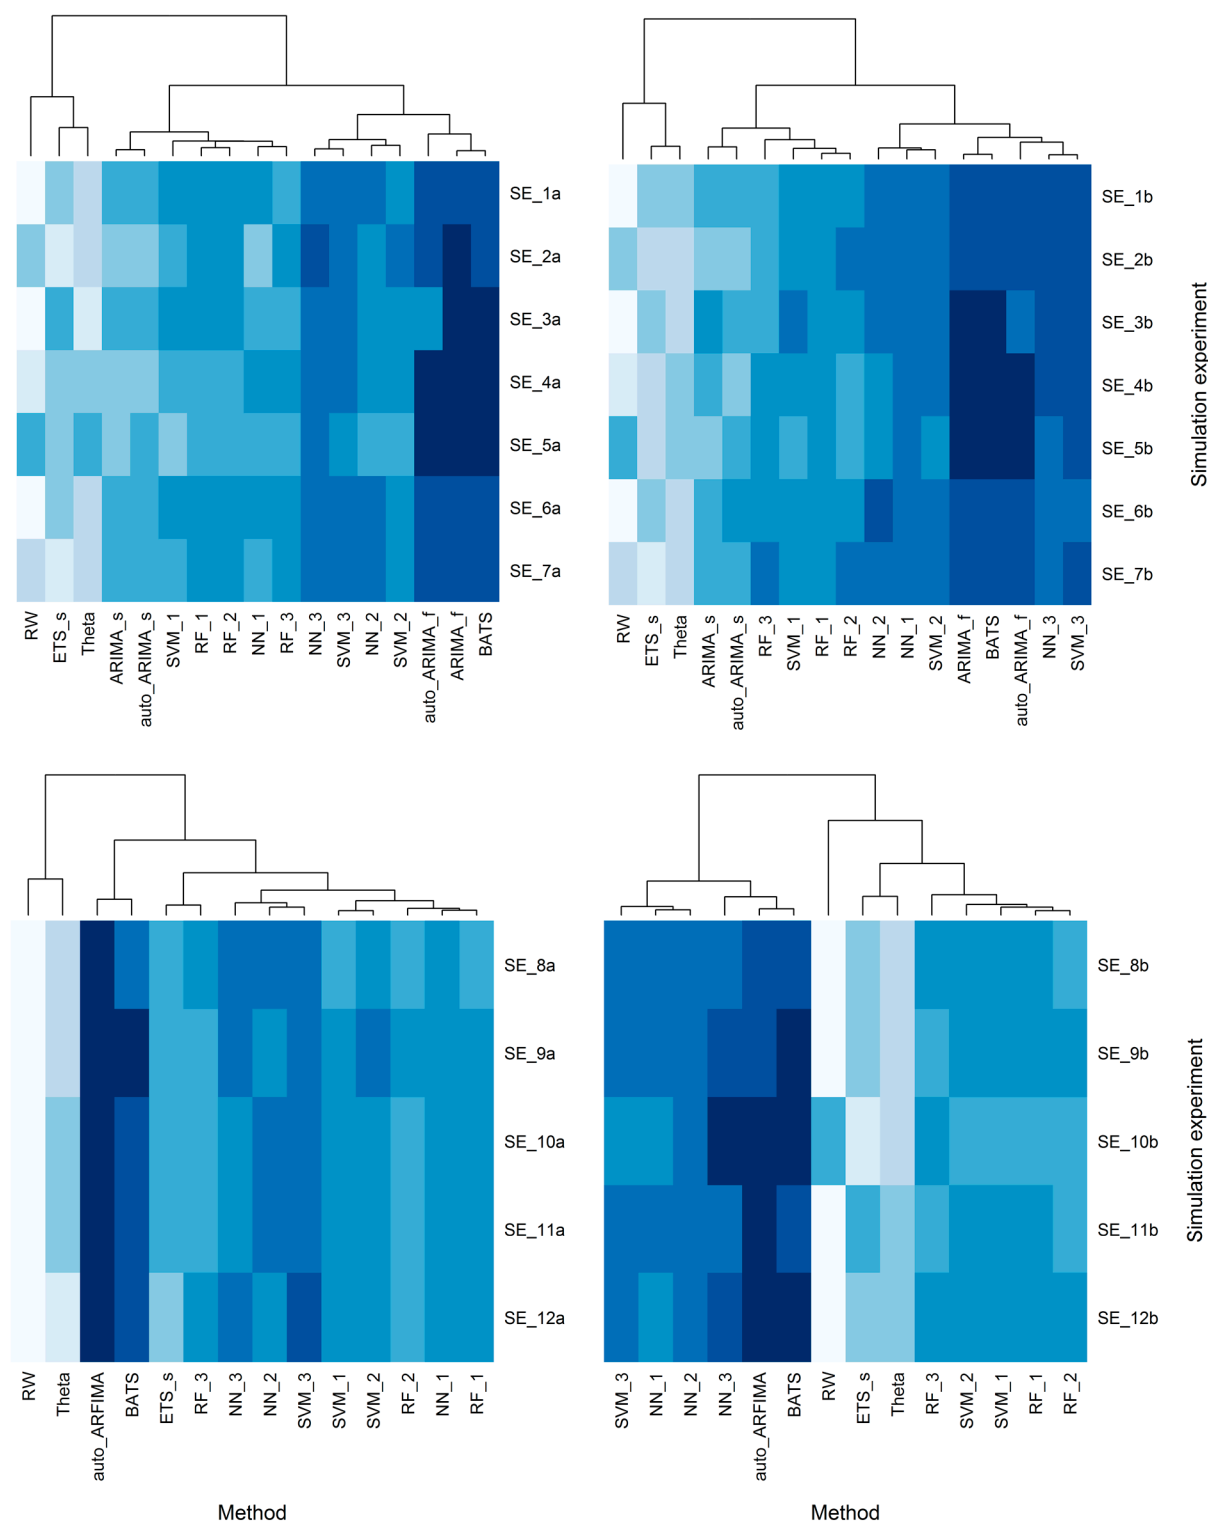 SE_1a
SE_2a
SE_3a
SE_4a
SE_5a
SE_6a
SE_7a
RW
ETS_s
Theta
ARIMA_s
auto_ARIMA_s
SVM_1
RF_1
RF_2
NN_1
RF_3
NN_3
SVM_3
NN_2
SVM_2
auto_ARIMA_f
ARIMA_f
BATS
SE_1b
SE_2b
SE_3b
SE_4b
SE_5b
SE_6b
SE_7b
Simulation experiment
RW
ETS_s
Theta
ARIMA_s
auto_ARIMA_s
RF_3
SVM_1
RF_1
RF_2
NN_2
NN_1
SVM_2
ARIMA_f
BATS
auto_ARIMA_f
NN_3
SVM_3
SE_8a
SE_9a
SE_10a
SE_11a
SE_12a
RW
Theta
auto_ARFIMA
BATS
ETS_s
RF_3
NN_3
NN_2
SVM_3
SVM_1
SVM_2
RF_2
NN_1
RF_1
Method
SE_8b
SE_9b
SE_10b
SE_11b
SE_12b
Simulation experiment
SVM_3
NN_1
NN_2
NN_3
auto_ARFIMA
BATS
RW
ETS_s
Theta
RF_3
SVM_2
SVM_1
RF_1
RF_2
Method